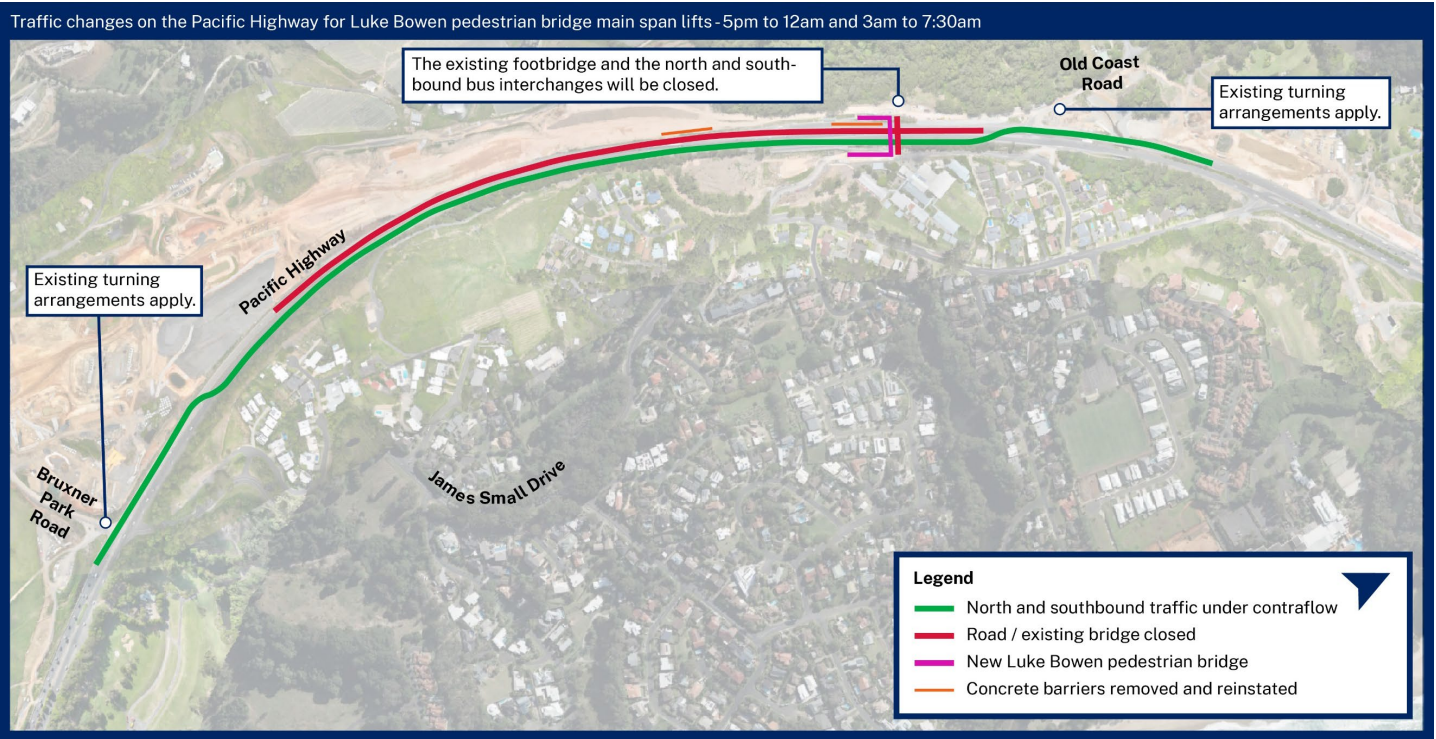 Traffic changes on the Pacific Highway for Luke Bowen pedestrian bridge main span lifts - 5pm to 12am and 3am to 7:30am
The existing footbridge and the north and south-
bound bus interchanges will be closed.
Old Coast
Road
Existing turning
arrangements apply.
Pacific Highway
Existing turning
arrangements apply.
Bruxner
Park
Road
James Small Drive
Legend
North and southbound traffic under contraflow
Road / existing bridge closed
New Luke Bowen pedestrian bridge
Concrete barriers removed and reinstated